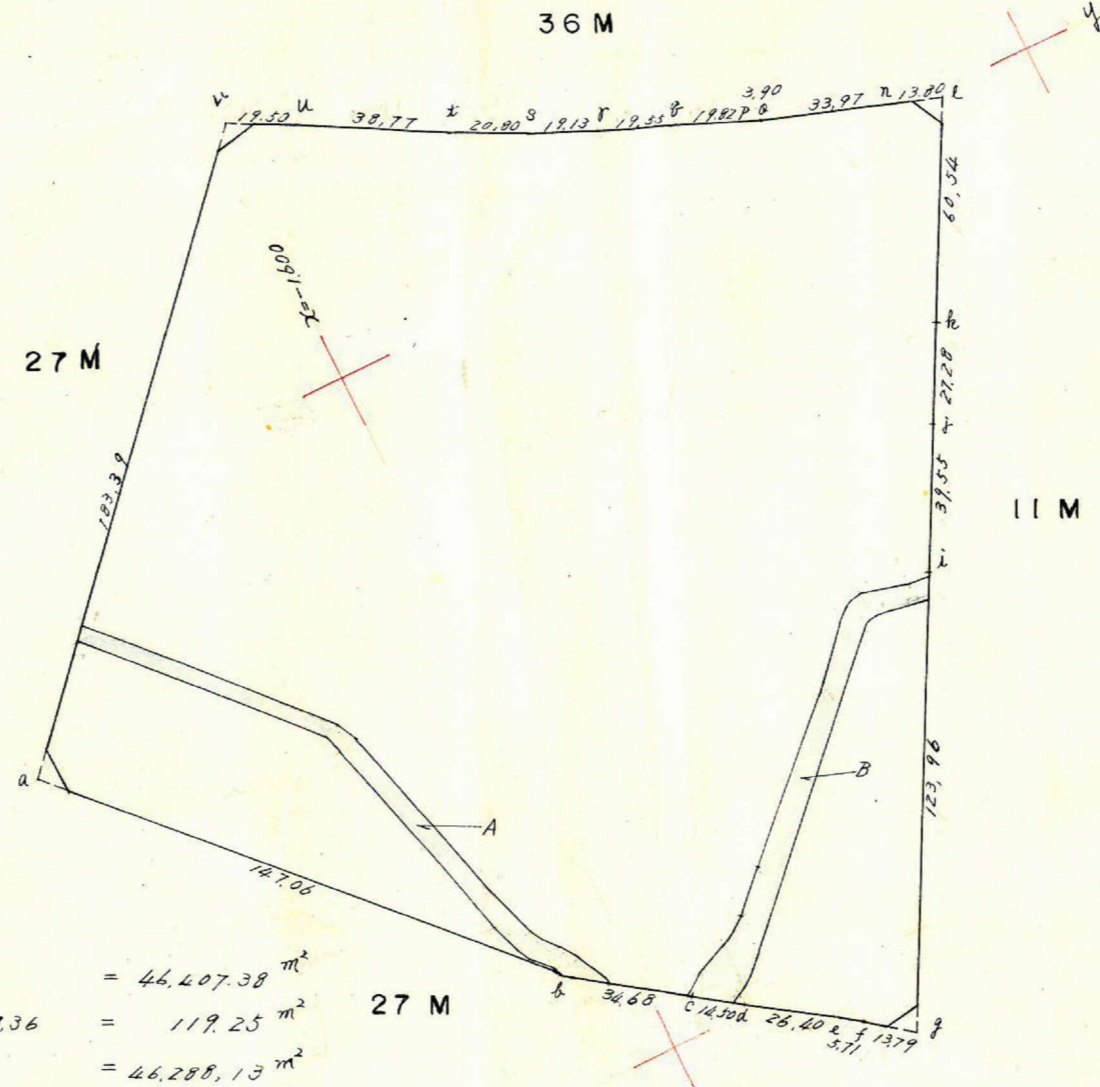 36 M
y
v 19.50 u 38,77 t 20,80 s 19,13 r 19,55 q 19,82 p 3,90 o 33,97 n 13.80 l
60,54
x=-1,600
k
27 M
27,28
39,55
11 M
183,39
i
123,96
B
a
A
147,06
= 46,407.38 m²
27 M
b 34,68 c 14,50 d 26,40 e 5,71 f 13,79 g
,36 = 119.25 m²
= 46,288,13 m²